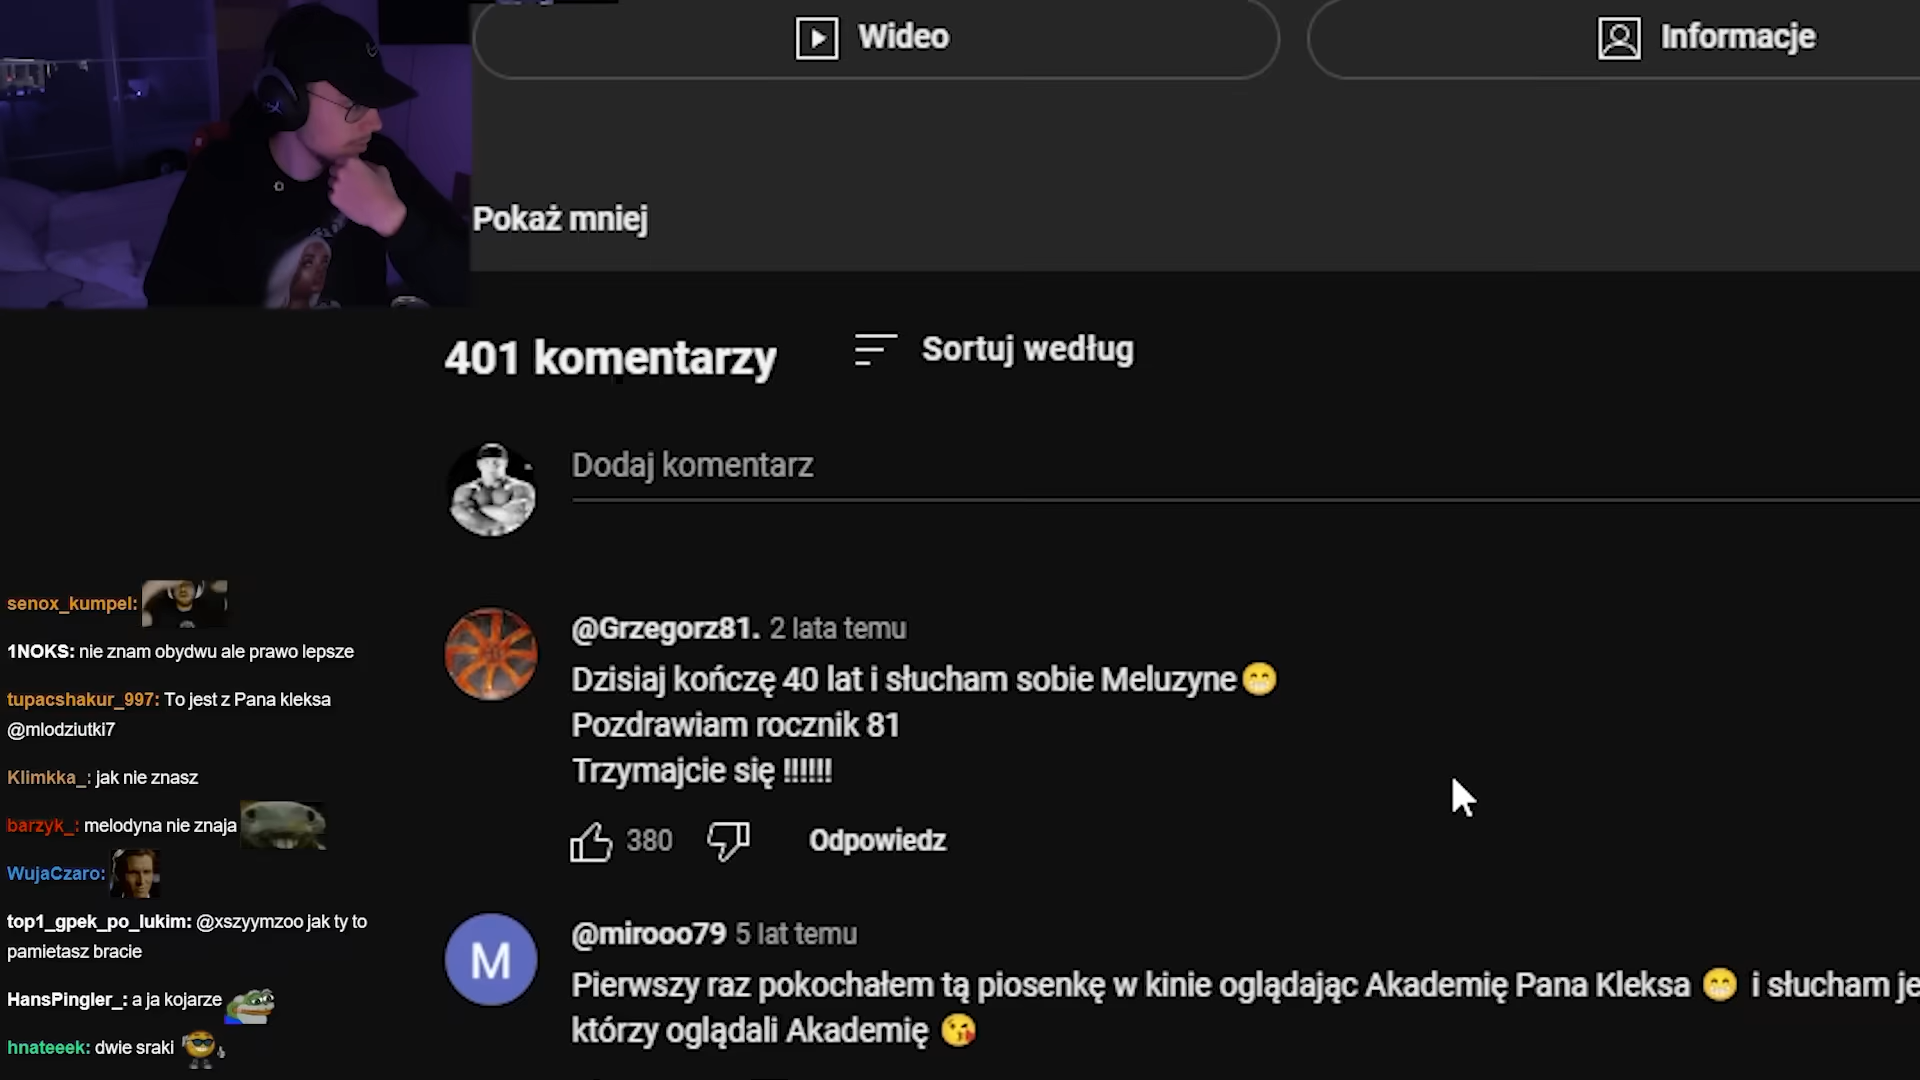 Wideo
Informacje
Pokaż mniej
401 komentarzy
Sortuj według
Dodaj komentarz
@Grzegorz81. 2 lata temu
Dzisiaj kończę 40 lat i słucham sobie Meluzyne😁
Pozdrawiam rocznik 81
Trzymajcie się !!!!!!
380
Odpowiedz
M
@mirooo79 5 lat temu
Pierwszy raz pokochałem tą piosenkę w kinie oglądając Akademię Pana Kleksa 😁 i słucham je
którzy oglądali Akademię 😘
senox_kumpel:
1NOKS: nie znam obydwu ale prawo lepsze
tupacshakur_997: To jest z Pana kleksa
@mlodziutki7
Klimkka_: jak nie znasz
barzyk_: melodyna nie znaja
WujaCzaro:
top1_gpek_po_lukim: @xszyymzoo jak ty to
pamietasz bracie
HansPingler_: a ja kojarze
hnateeek: dwie sraki